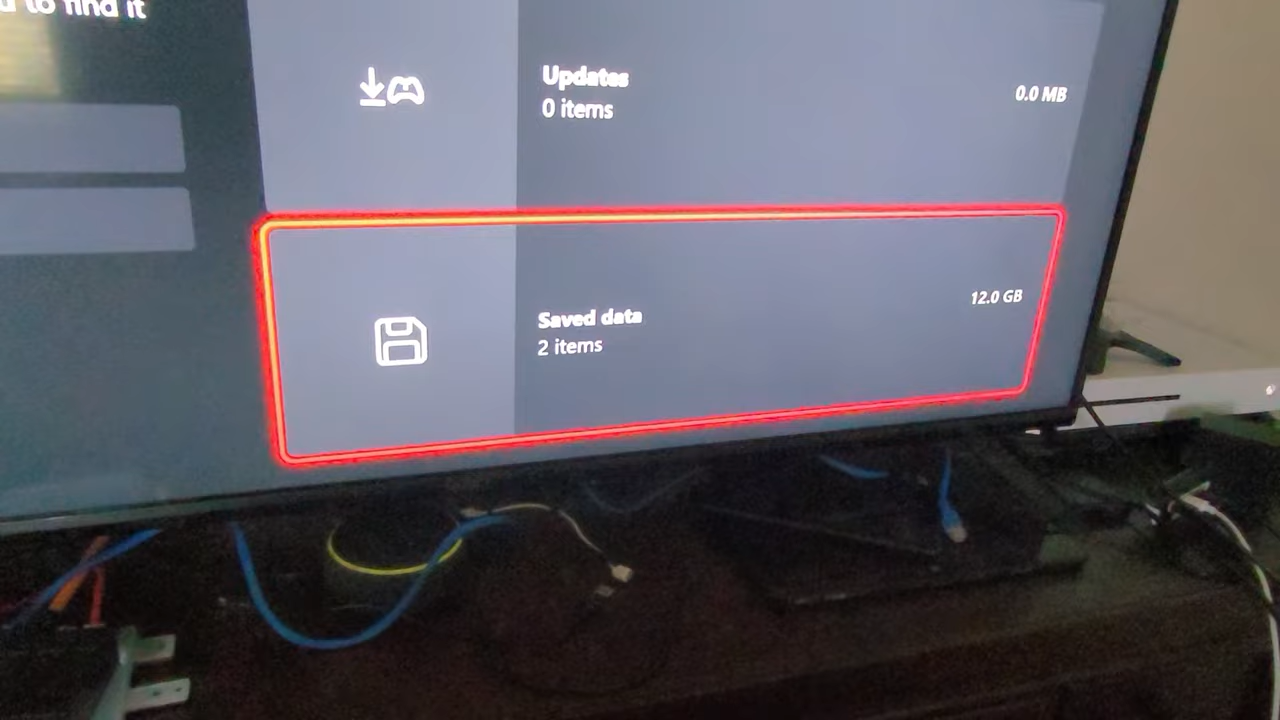 to find it
Updates
0 items
0.0 MB
Saved data
2 items
12.0 GB